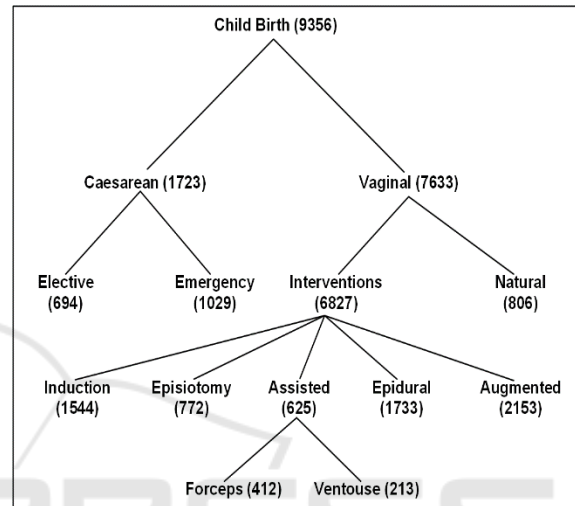 Child Birth (9356)
Caesarean (1723) Vaginal (7633)
Elective Emergency Interventions Natural
(694) (1029) (6827) (806)
Induction Episiotomy Assisted Epidural Augmented
(1544) (772) (625) (1733) (2153)
Forceps (412) Ventouse (213)